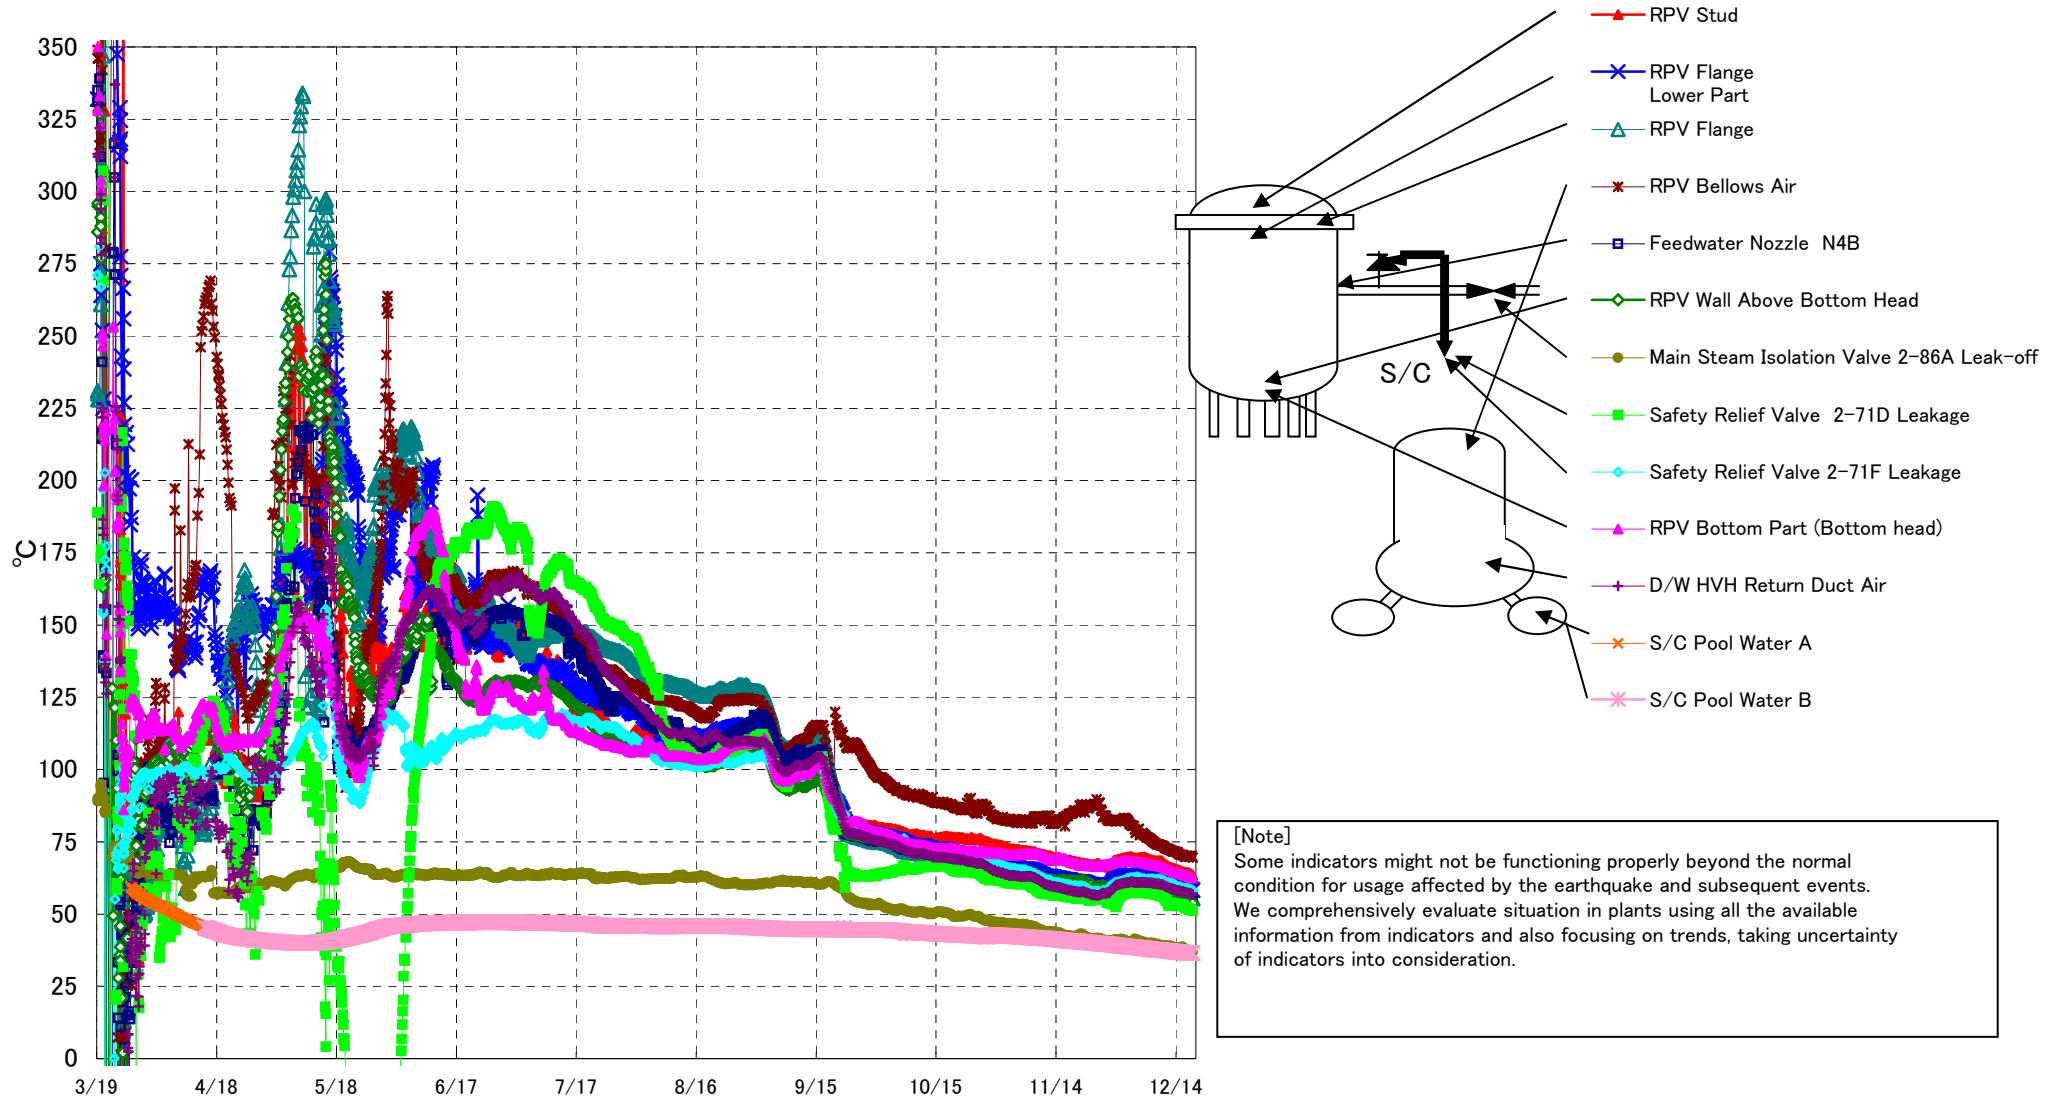 350
325
300
275
250
225
200
175
150
125
100
75
50
25
0
℃
3/19
4/18
5/18
6/17
7/17
8/16
9/15
10/15
11/14
12/14
RPV Stud
RPV Flange
Lower Part
RPV Flange
RPV Bellows Air
Feedwater Nozzle N4B
RPV Wall Above Bottom Head
Main Steam Isolation Valve 2-86A Leak-off
Safety Relief Valve 2-71D Leakage
Safety Relief Valve 2-71F Leakage
RPV Bottom Part (Bottom head)
D/W HVH Return Duct Air
S/C Pool Water A
S/C Pool Water B
S/C
[Note]
Some indicators might not be functioning properly beyond the normal
condition for usage affected by the earthquake and subsequent events.
We comprehensively evaluate situation in plants using all the available
information from indicators and also focusing on trends, taking uncertainty
of indicators into consideration.